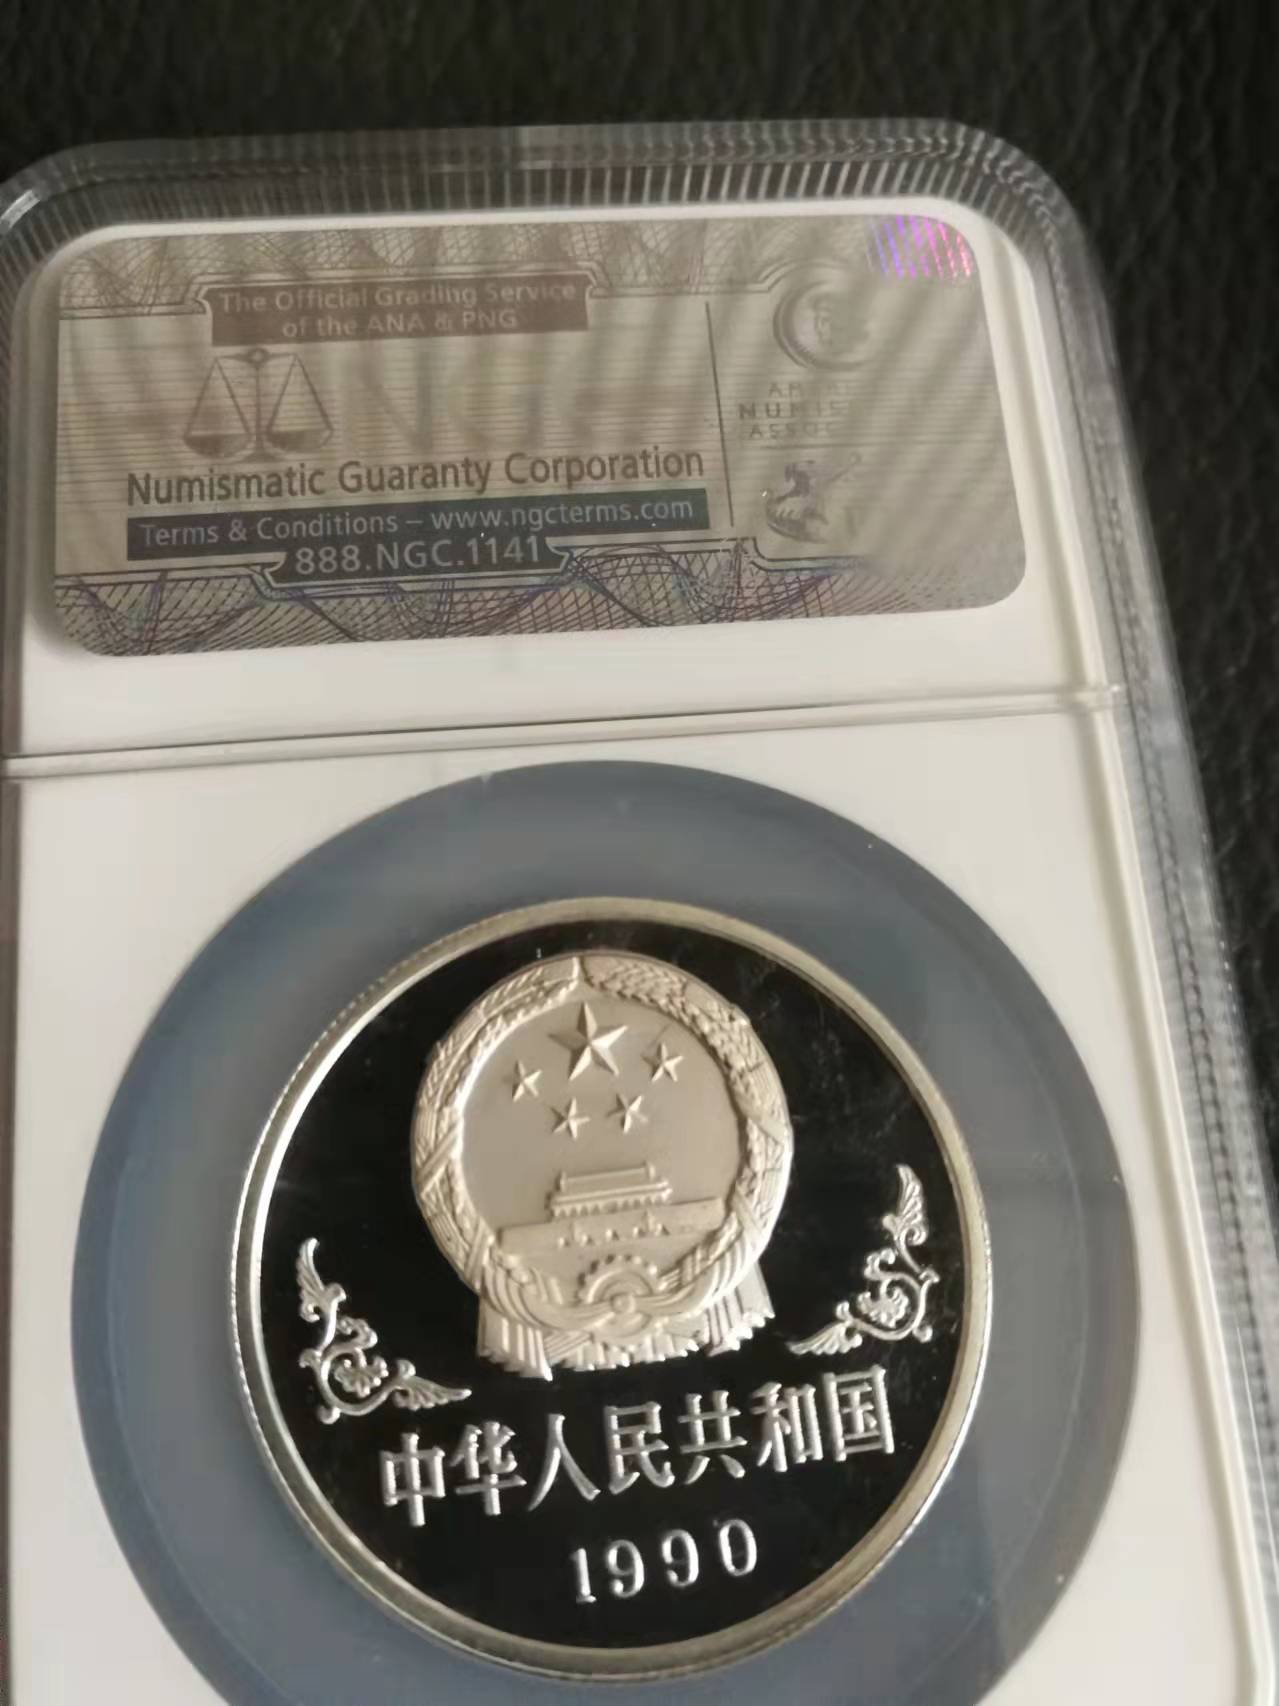 The Official Grading Service
of the ANA & PNG
NGC
Numismatic Guaranty Corporation
Terms & Conditions – www.ngcterms.com
888.NGC.1141
中华人民共和国
1990